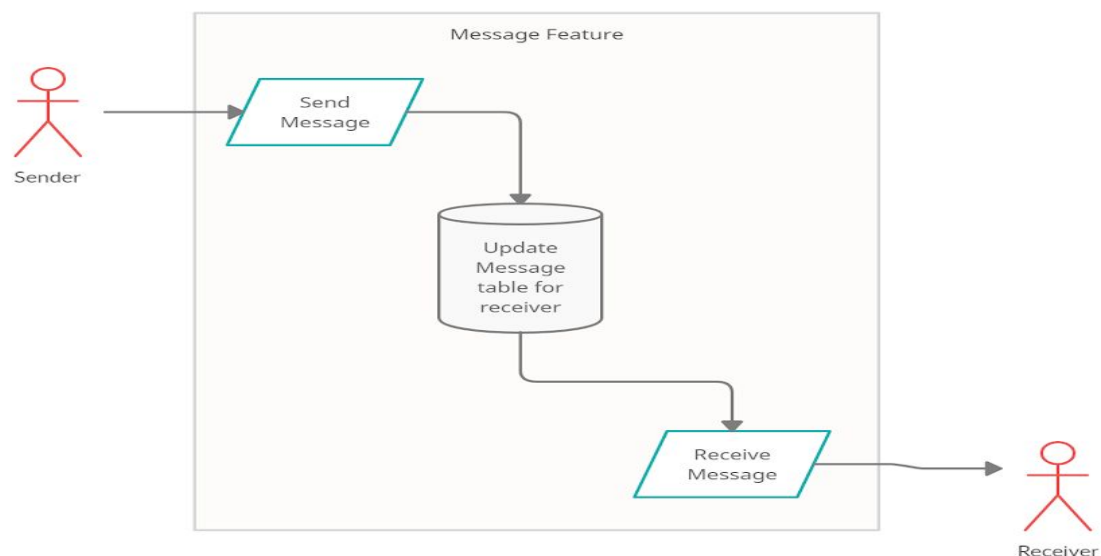 Message Feature
Send
Message
Sender
Update
Message
table for
receiver
Receive
Message
Receiver